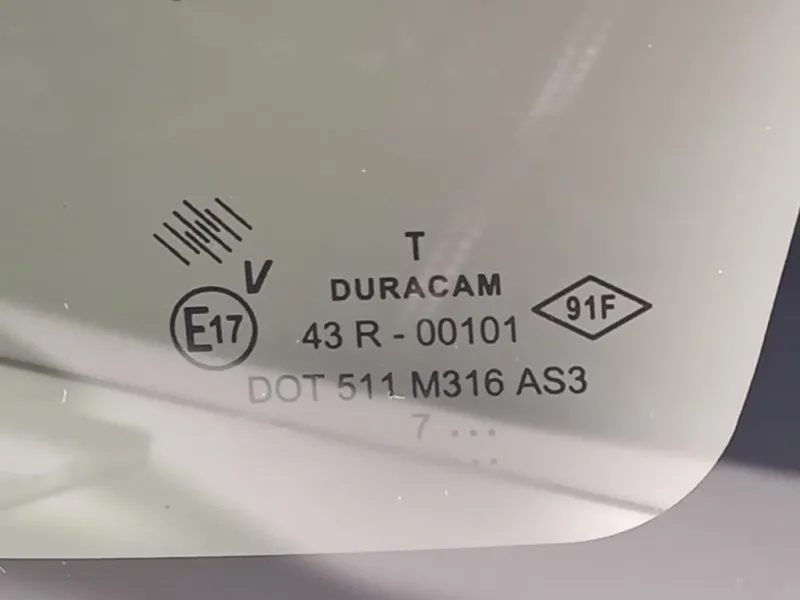 T
V
DURACAM
E17
43 R - 00101
91F
DOT 511 M316 AS3
7 ...
..